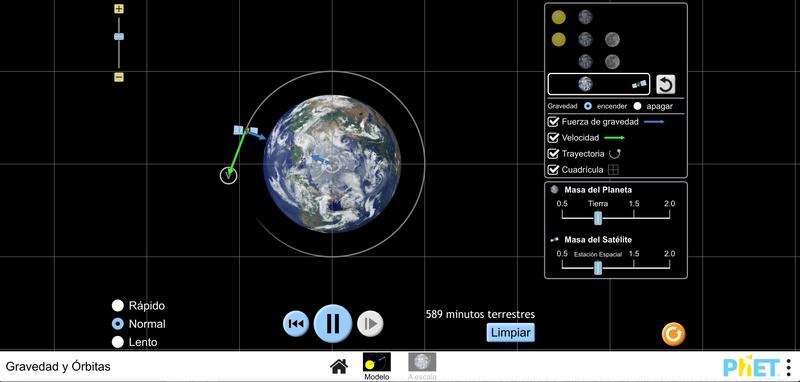 Gravedad encender apagar
Fuerza de gravedad
Velocidad
Trayectoria
Cuadrícula
V
Masa del Planeta
0.5 Tierra 1.5 2.0
Masa del Satélite
0.5 Estación Espacial 1.5 2.0
Rápido
Normal
Lento
589 minutos terrestres
Limpiar
Gravedad y Órbitas
Modelo
A escala
PhET